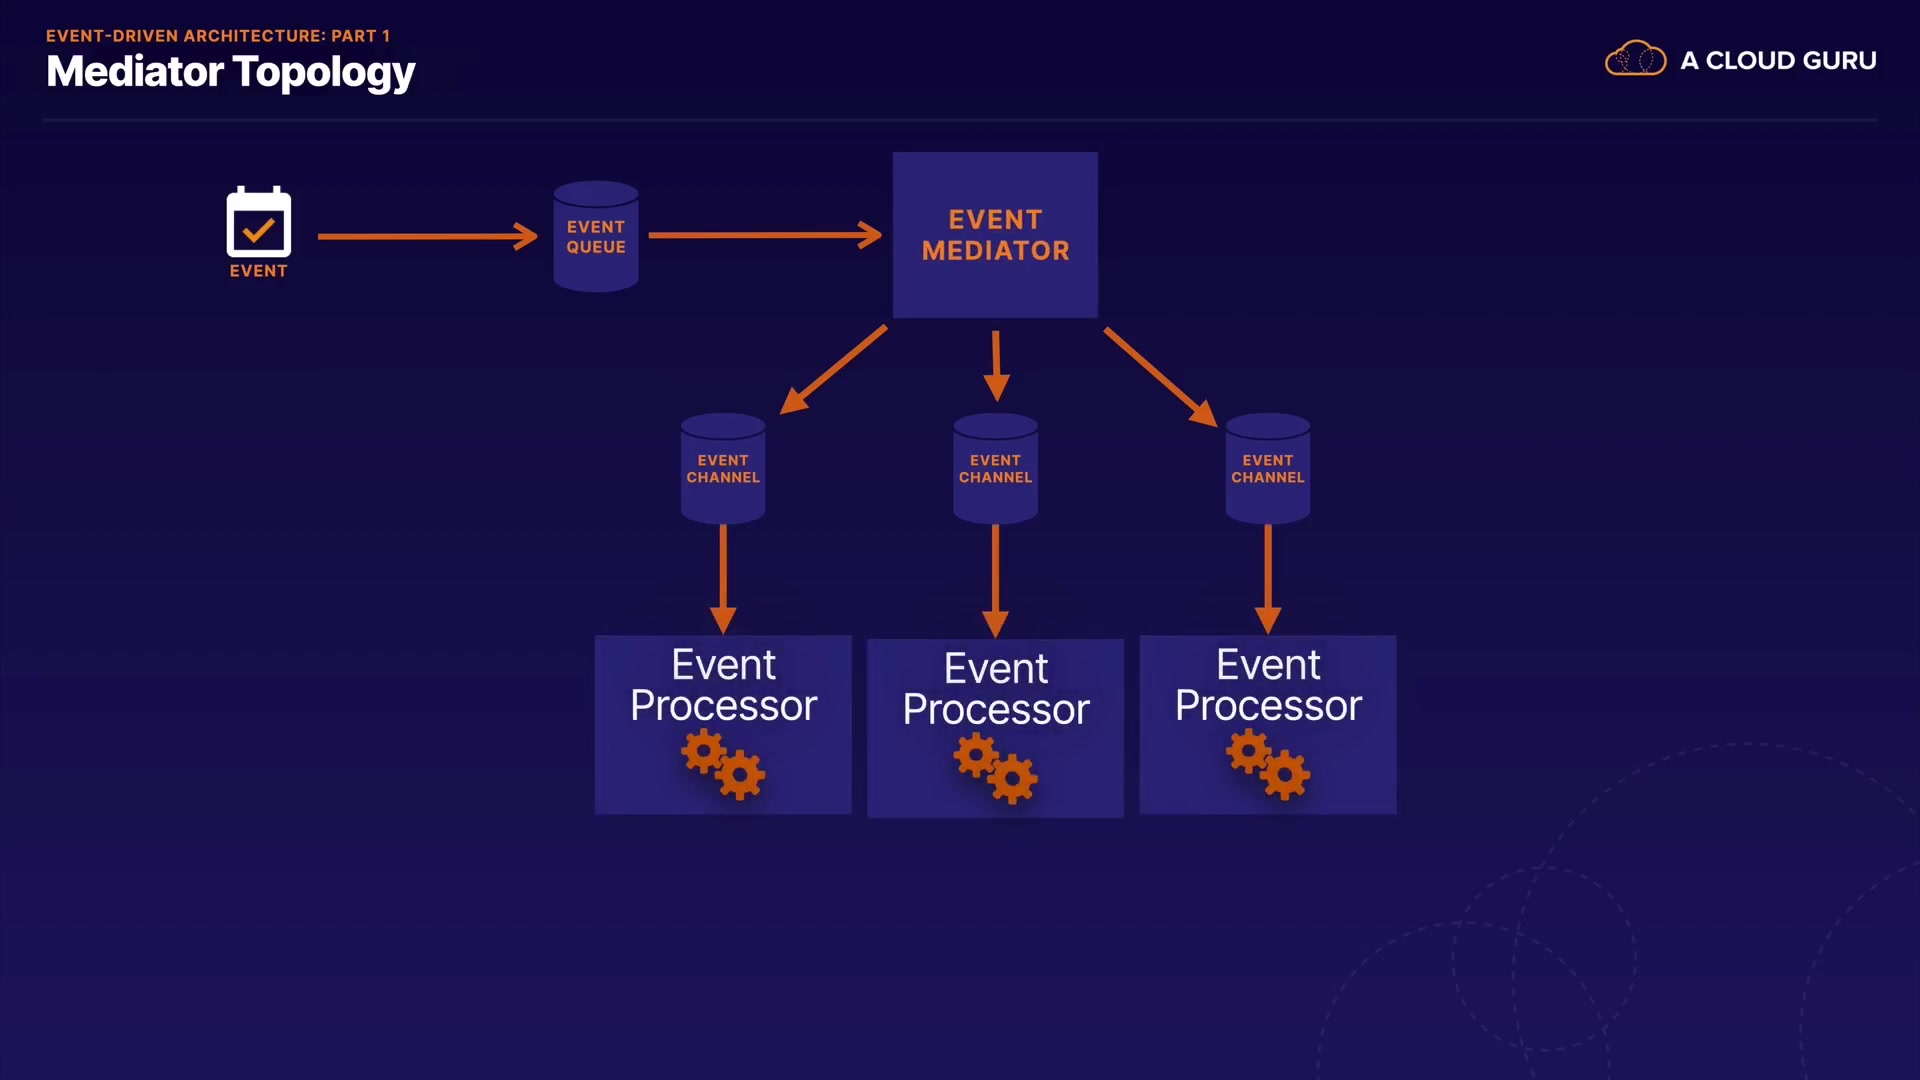 EVENT-DRIVEN ARCHITECTURE: PART 1
Mediator Topology
A CLOUD GURU
EVENT
EVENT
QUEUE
EVENT
MEDIATOR
EVENT
CHANNEL
EVENT
CHANNEL
EVENT
CHANNEL
Event
Processor
Event
Processor
Event
Processor